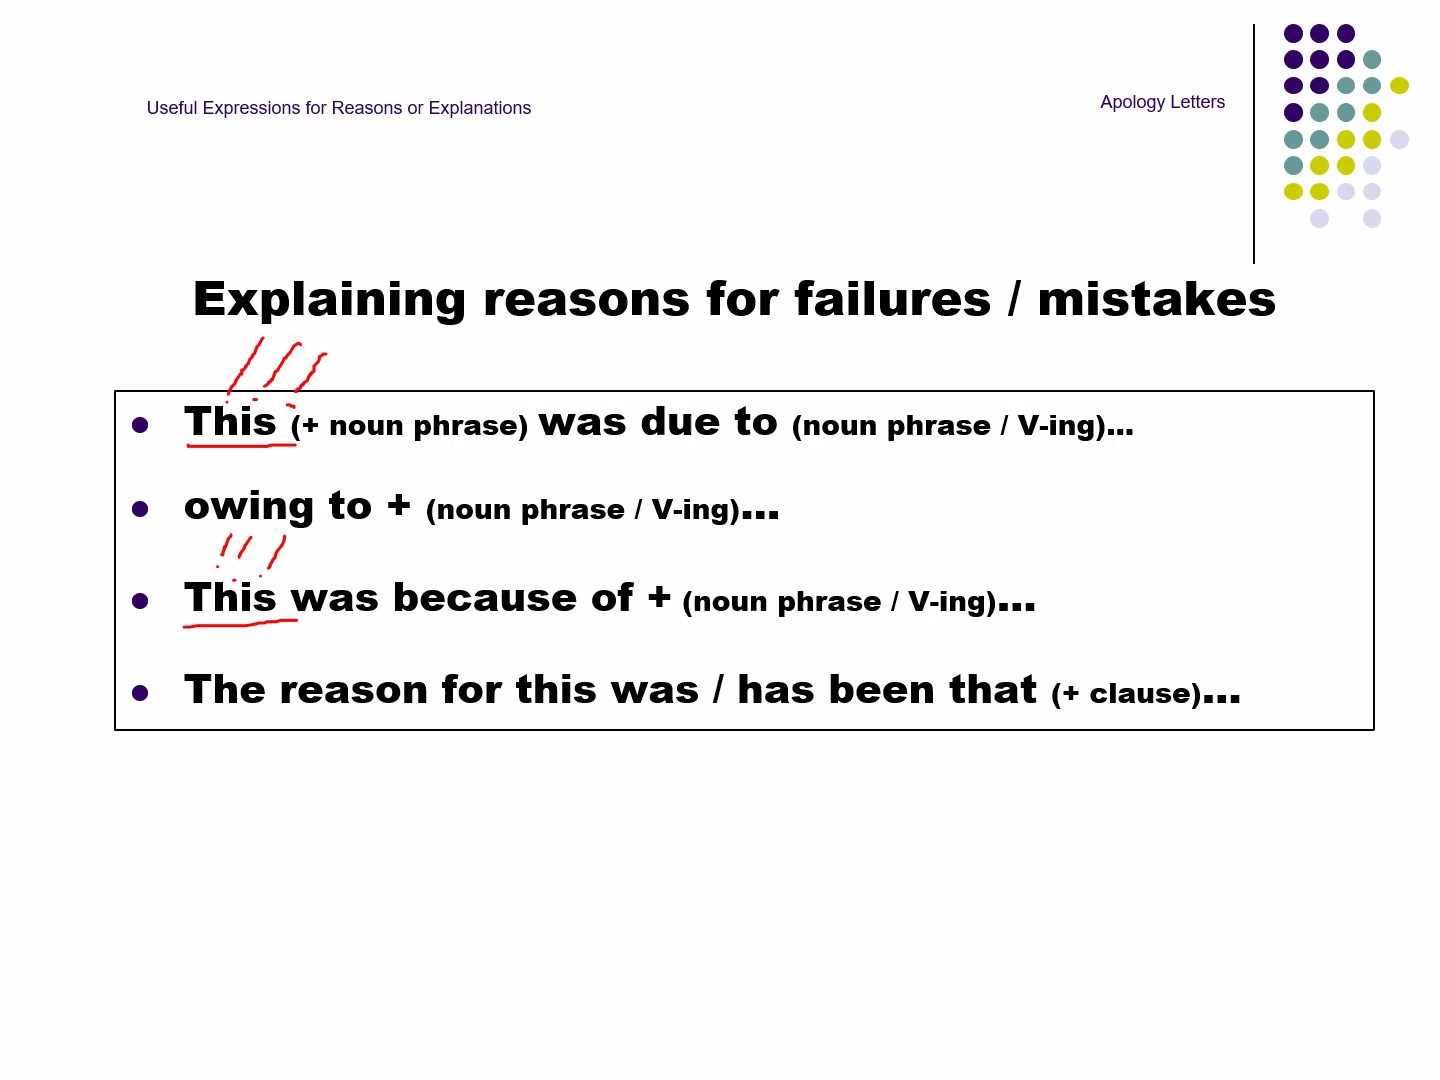 Useful Expressions for Reasons or Explanations
Apology Letters
Explaining reasons for failures / mistakes
!!!
• This (+ noun phrase) was due to (noun phrase / V-ing)...
• owing to + (noun phrase / V-ing)...
!!!
• This was because of + (noun phrase / V-ing)...
• The reason for this was / has been that (+ clause)...